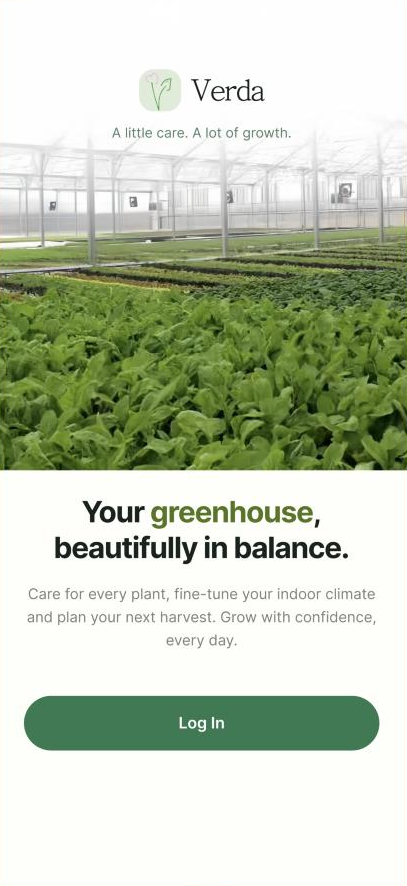 Verda
A little care. A lot of growth.
Your greenhouse,
beautifully in balance.
Care for every plant, fine-tune your indoor climate
and plan your next harvest. Grow with confidence,
every day.
Log In